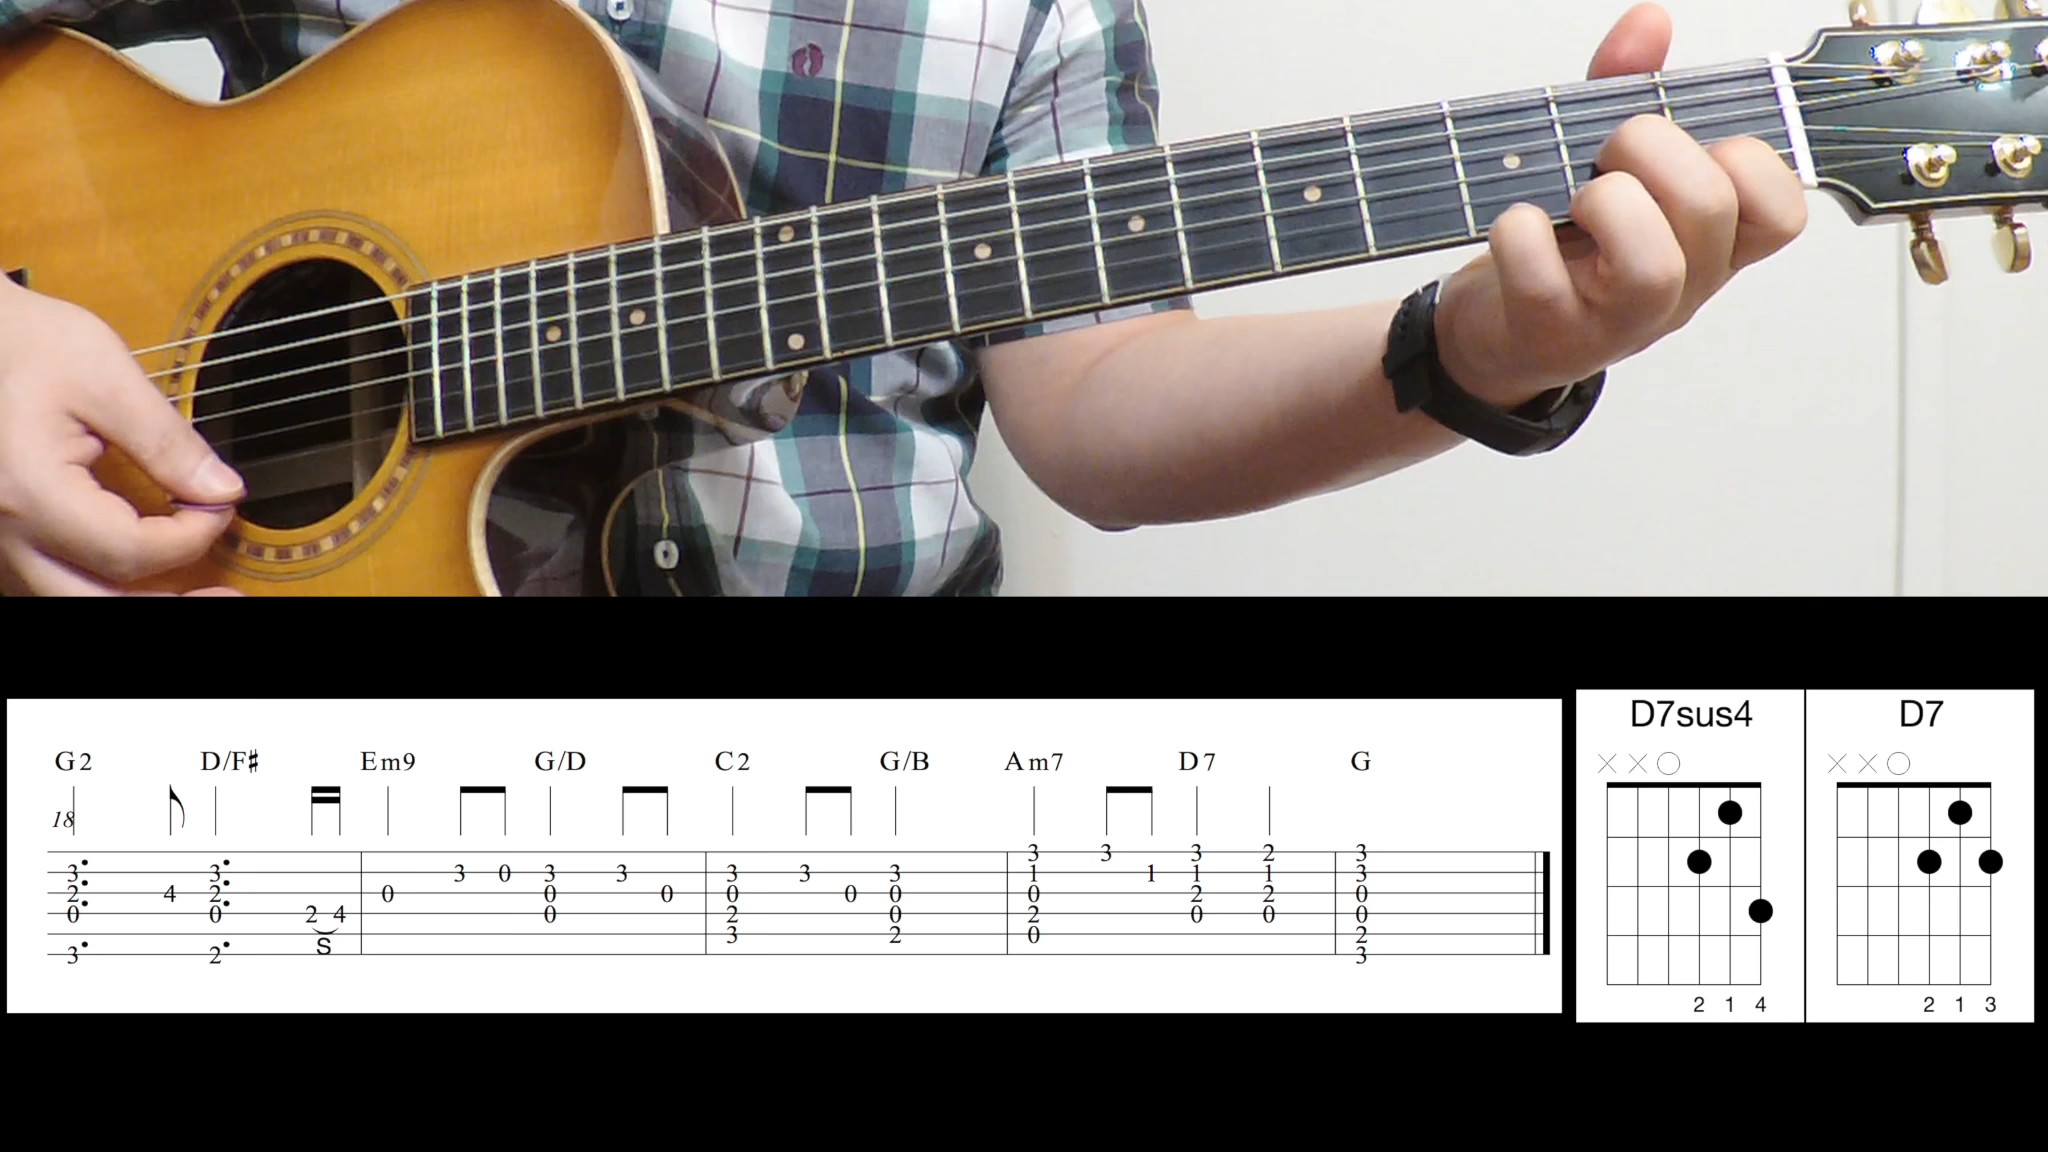 G2 D/F♯ Em9 G/D C2 G/B Am7 D7 G
18
3 3 2 3 3
3 3 3 0 3 3 3 3 3 1 1 1 1 3
2 4 2 0 0 0 0 0 0 0 2 2 0
0 0 2 4 0 2 0 2 0 0 0
S 3 2 0 2
3 2 3
D7sus4
× × ○
2 1 4
D7
× × ○
2 1 3